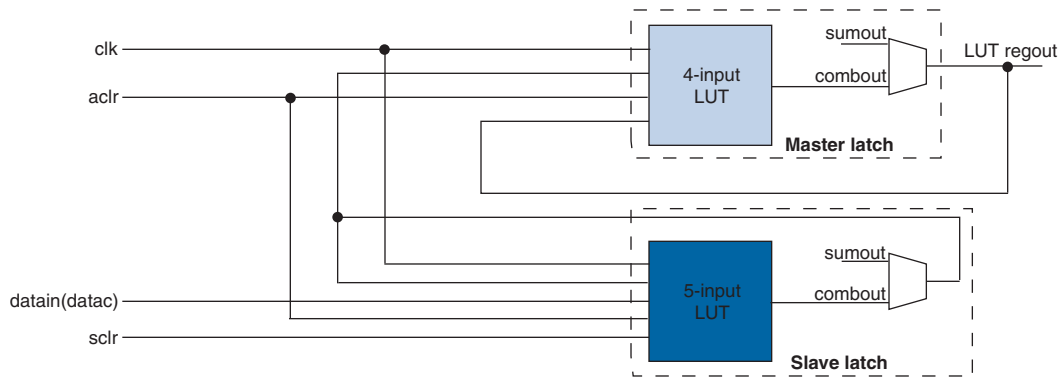 clk
aclr
4-input
LUT
sumout
combout
LUT regout
Master latch
datain(datac)
sclr
5-input
LUT
sumout
combout
Slave latch